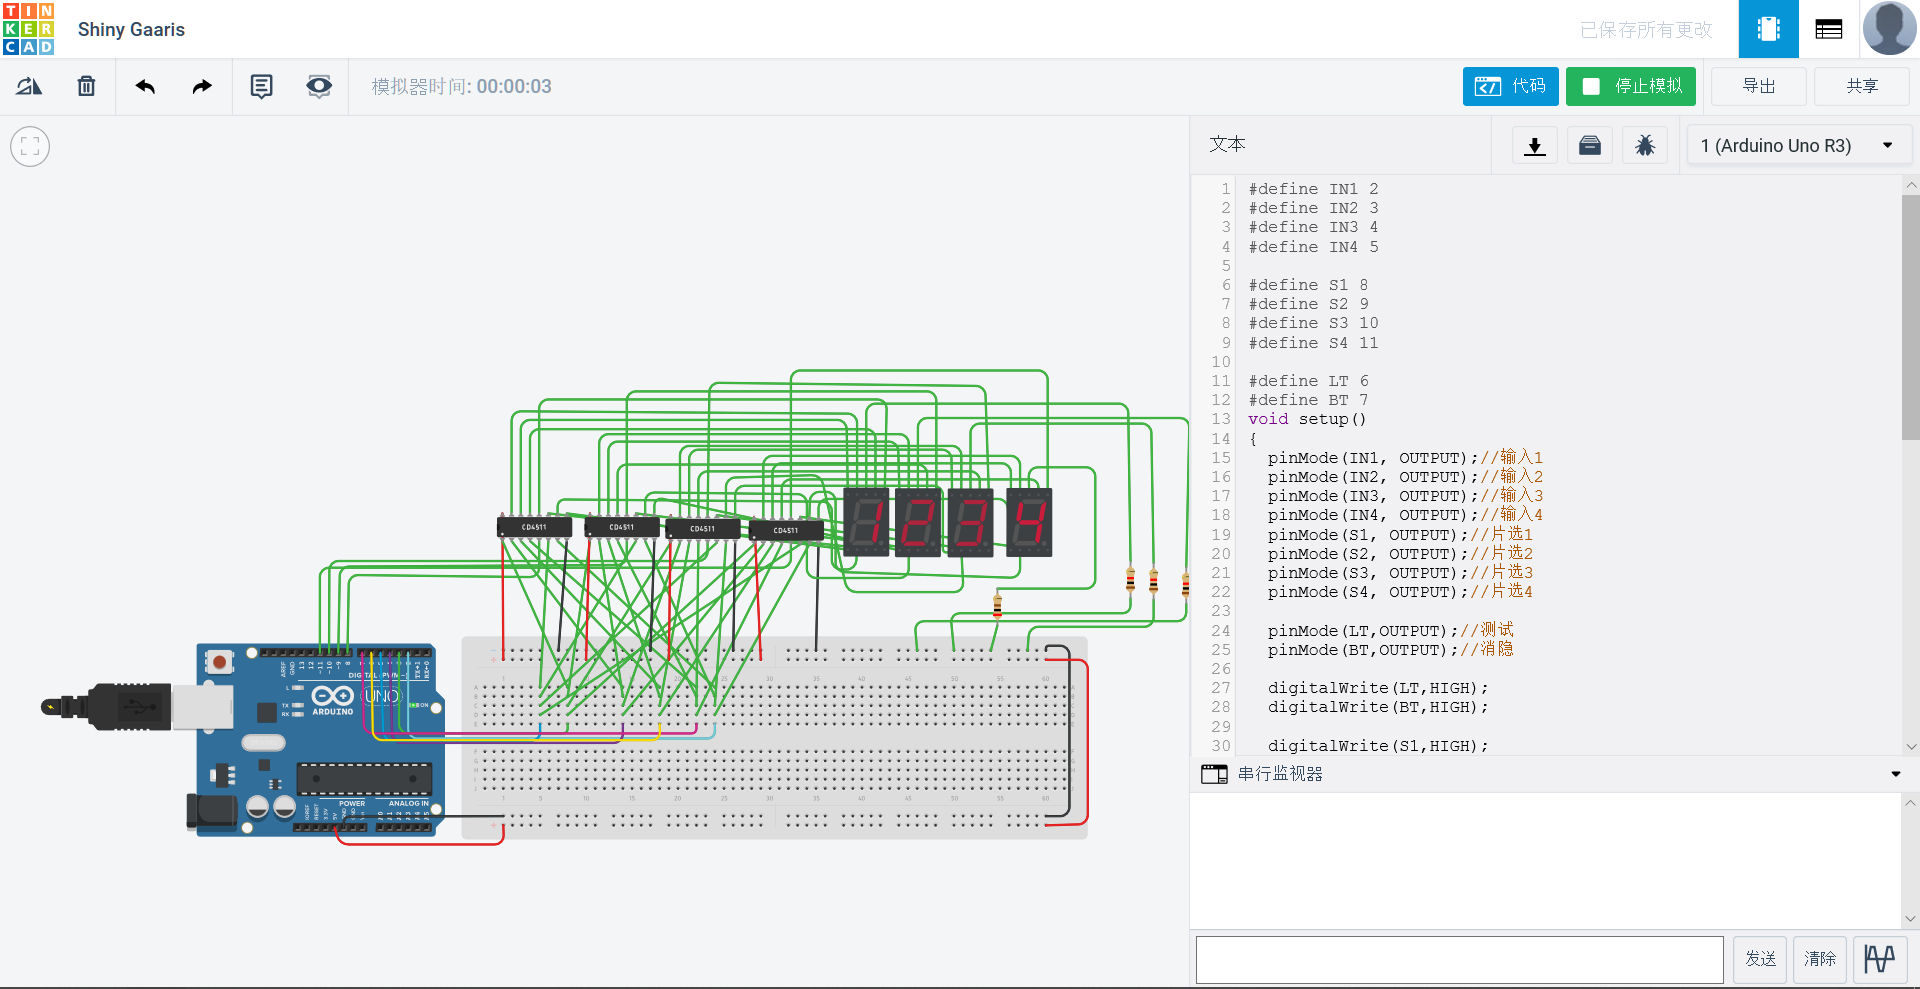 TINKERCAD
Shiny Gaaris
已保存所有更改
模拟器时间: 00:00:03
代码
停止模拟
导出
共享
文本
1 (Arduino Uno R3)
1 #define IN1 2
2 #define IN2 3
3 #define IN3 4
4 #define IN4 5
5
6 #define S1 8
7 #define S2 9
8 #define S3 10
9 #define S4 11
10
11 #define LT 6
12 #define BT 7
13 void setup()
14 {
15 pinMode(IN1, OUTPUT);//输入1
16 pinMode(IN2, OUTPUT);//输入2
17 pinMode(IN3, OUTPUT);//输入3
18 pinMode(IN4, OUTPUT);//输入4
19 pinMode(S1, OUTPUT);//片选1
20 pinMode(S2, OUTPUT);//片选2
21 pinMode(S3, OUTPUT);//片选3
22 pinMode(S4, OUTPUT);//片选4
23
24 pinMode(LT,OUTPUT);//测试
25 pinMode(BT,OUTPUT);//消隐
26
27 digitalWrite(LT,HIGH);
28 digitalWrite(BT,HIGH);
29
30 digitalWrite(S1,HIGH);
串行监视器
发送
清除
CD4511
CD4511
CD4511
CD4511
1 2 3 4
DIGITAL
UNO
ARDUINO
TX
RX
L
ON
POWER
ANALOG IN